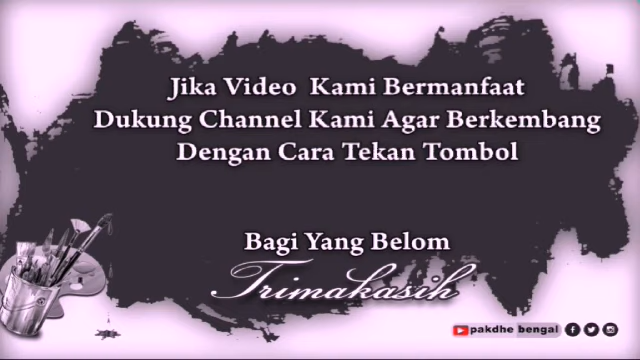 Jika Video Kami Bermanfaat
Dukung Channel Kami Agar Berkembang
Dengan Cara Tekan Tombol
Bagi Yang Belom
Trimakasih
pakdhe bengal